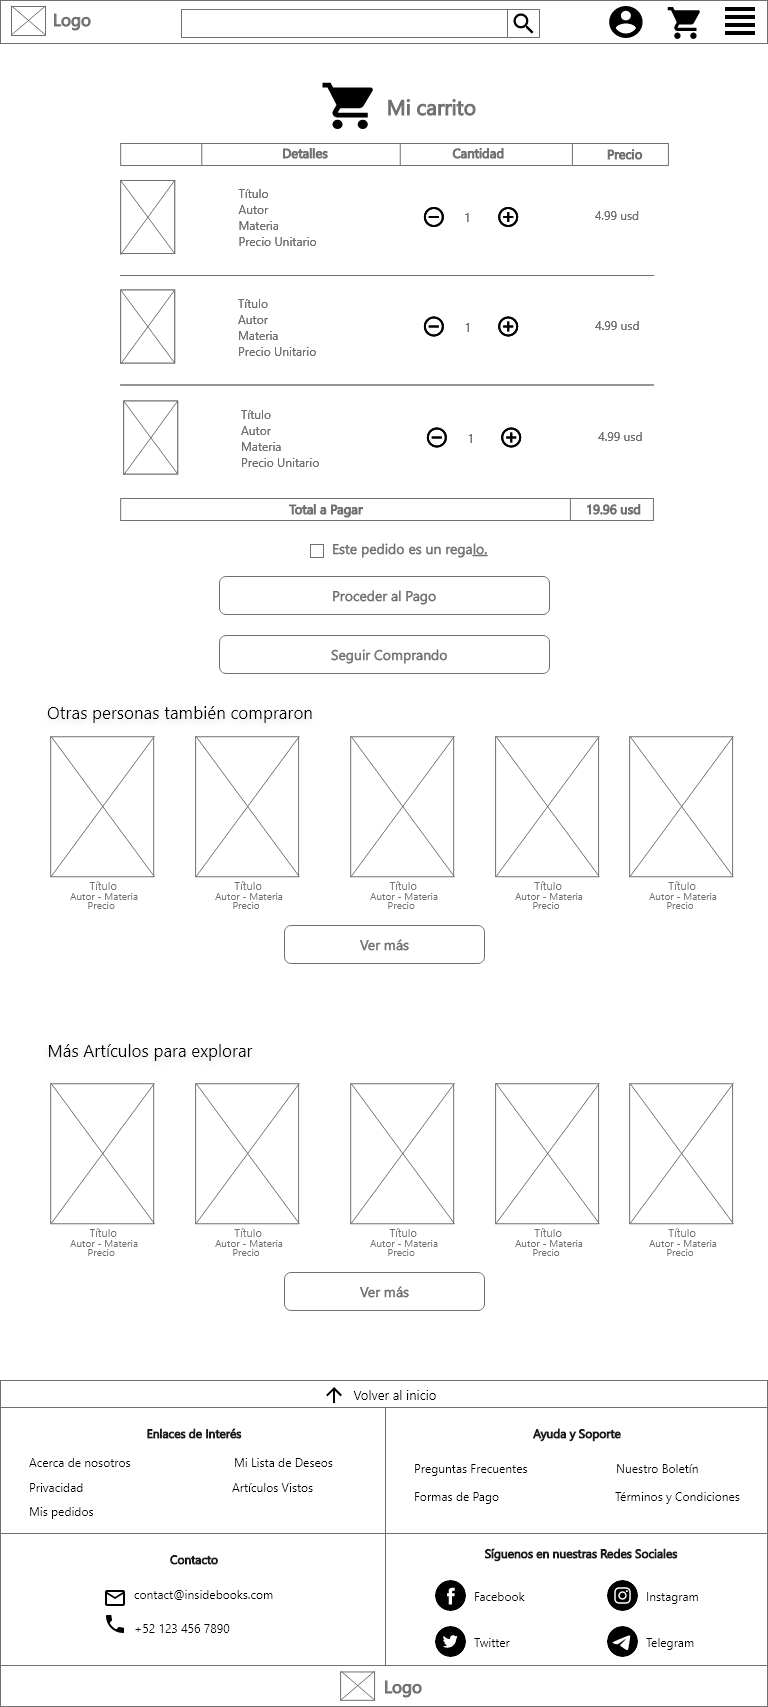 Logo
Mi carrito
Detalles Cantidad Precio
Título
Autor
Materia
Precio Unitario
1
4.99 usd
Título
Autor
Materia
Precio Unitario
1
4.99 usd
Título
Autor
Materia
Precio Unitario
1
4.99 usd
Total a Pagar 19.96 usd
Este pedido es un regalo.
Proceder al Pago
Seguir Comprando
Otras personas también compraron
Título Título Título Título Título
Autor - Materia Autor - Materia Autor - Materia Autor - Materia Autor - Materia
Precio Precio Precio Precio Precio
Ver más
Más Artículos para explorar
Título Título Título Título Título
Autor - Materia Autor - Materia Autor - Materia Autor - Materia Autor - Materia
Precio Precio Precio Precio Precio
Ver más
Volver al inicio
Enlaces de Interés
Acerca de nosotros Mi Lista de Deseos
Privacidad Artículos Vistos
Mis pedidos
Ayuda y Soporte
Preguntas Frecuentes Nuestro Boletín
Formas de Pago Términos y Condiciones
Contacto
contact@insidebooks.com
+52 123 456 7890
Síguenos en nuestras Redes Sociales
Facebook Instagram
Twitter Telegram
Logo